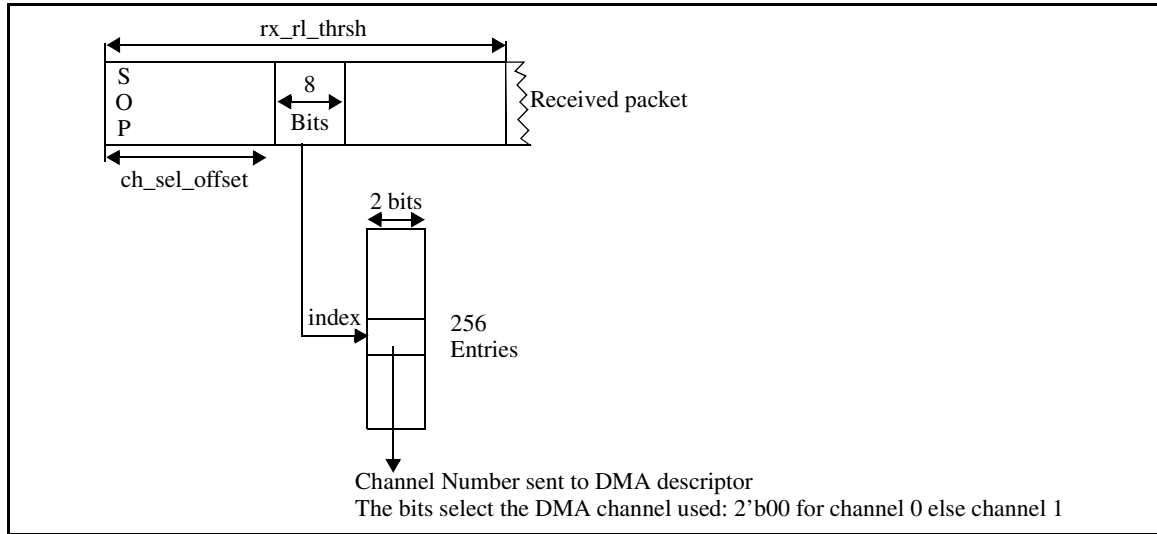 rx_rl_thrsh
S
O
P
8
Bits
Received packet
ch_sel_offset
2 bits
index
256
Entries
Channel Number sent to DMA descriptor
The bits select the DMA channel used: 2’b00 for channel 0 else channel 1